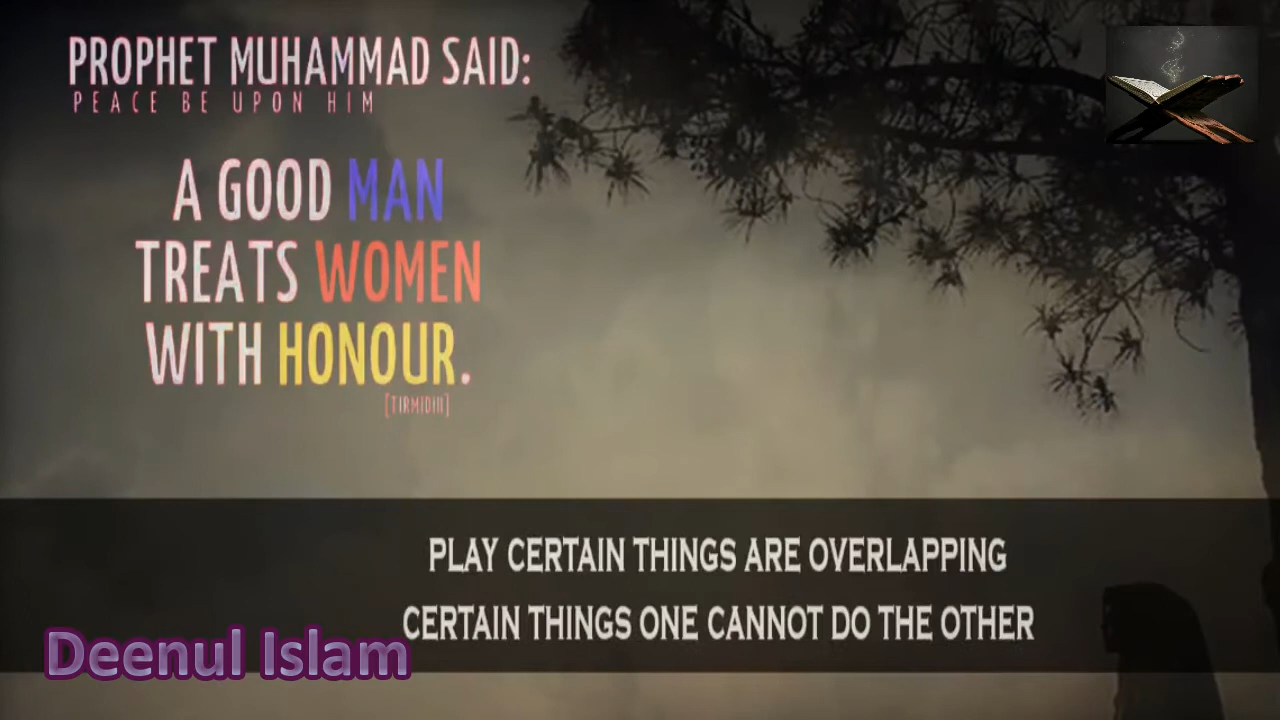 PROPHET MUHAMMAD SAID:
PEACE BE UPON HIM
A GOOD MAN
TREATS WOMEN
WITH HONOUR.
[TIRMIDHI]
PLAY CERTAIN THINGS ARE OVERLAPPING
CERTAIN THINGS ONE CANNOT DO THE OTHER
Deenul Islam